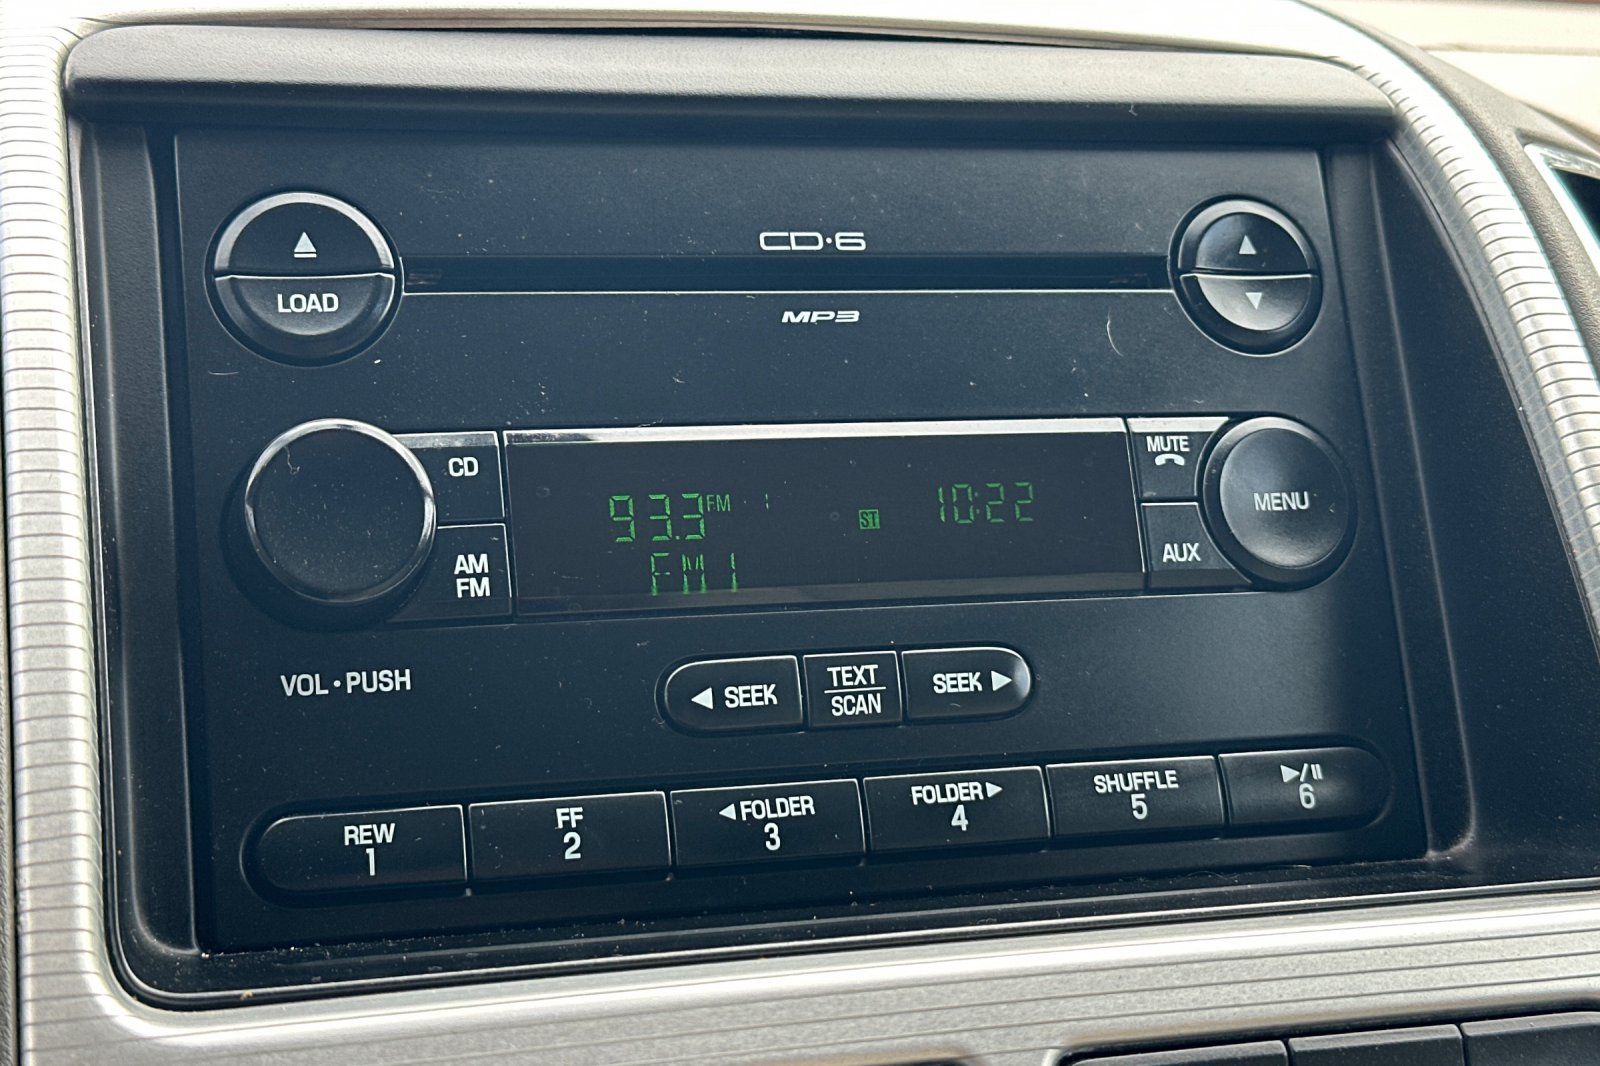 CD•6
LOAD
MP3
CD
MUTE
93.3 FM 1 ST 10:22
MENU
AM
FM
FM1
AUX
VOL•PUSH
◀ SEEK
TEXT
SCAN
SEEK ▶
REW
1
FF
2
◀FOLDER
3
FOLDER▶
4
SHUFFLE
5
▶/II
6